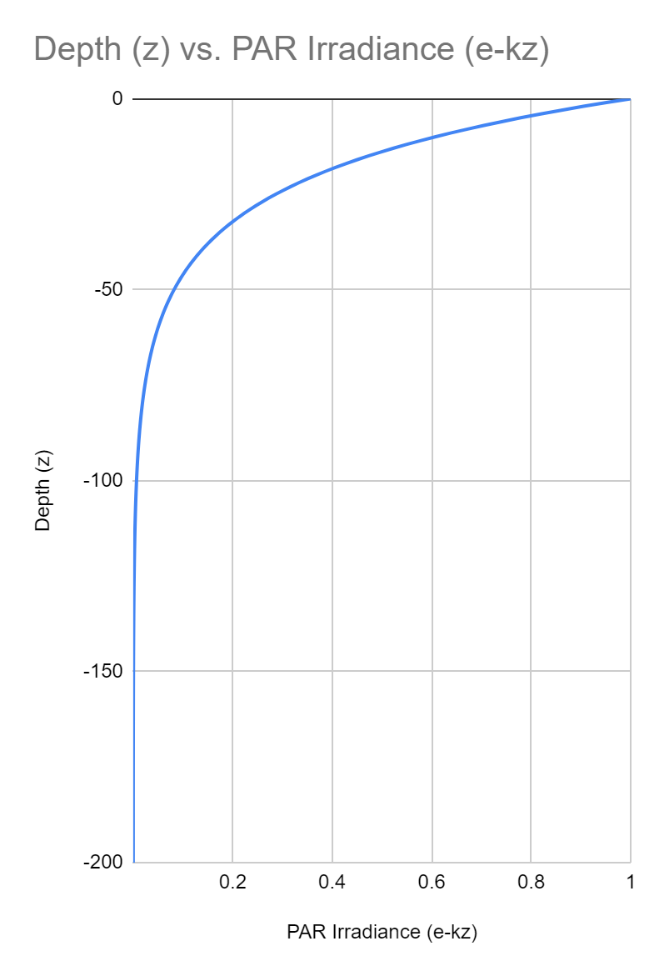 Depth (z) vs. PAR Irradiance (e-kz)
0
-50
-100
-150
-200
Depth (z)
0.2 0.4 0.6 0.8 1
PAR Irradiance (e-kz)